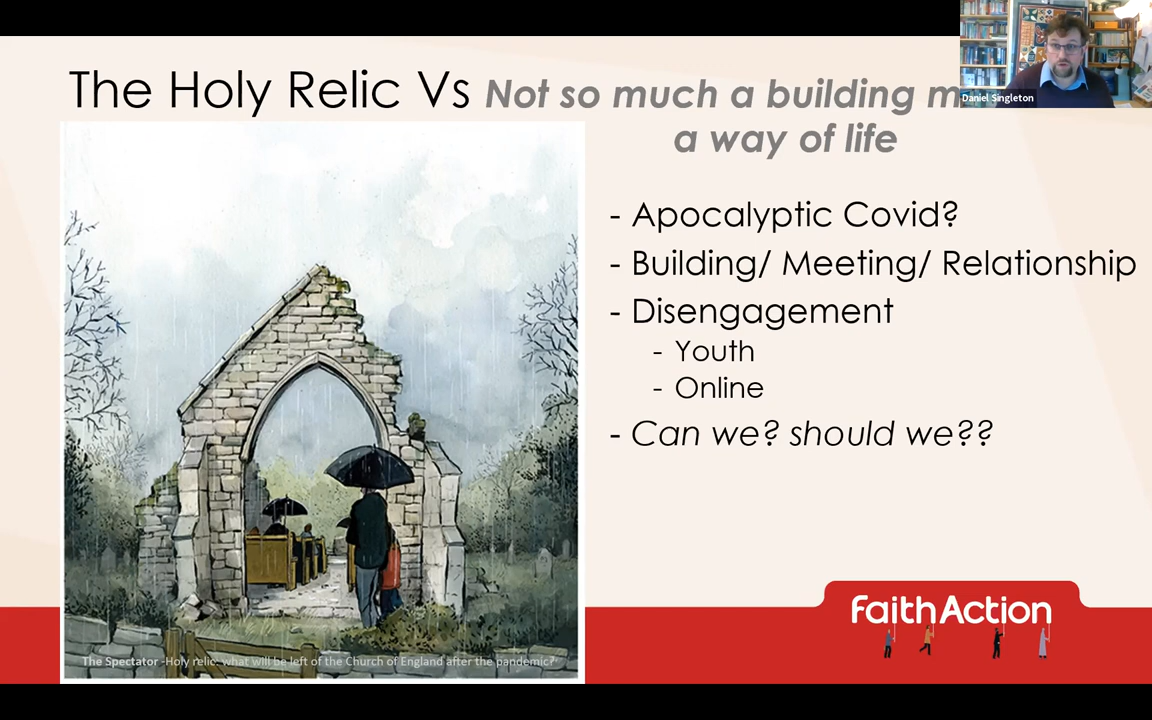 The Holy Relic Vs Not so much a building
a way of life
Daniel Singleton
- Apocalyptic Covid?
- Building/ Meeting/ Relationship
- Disengagement
- Youth
- Online
- Can we? should we??
FaithAction
The Spectator -Holy relic: what will be left of the Church of England after the pandemic?